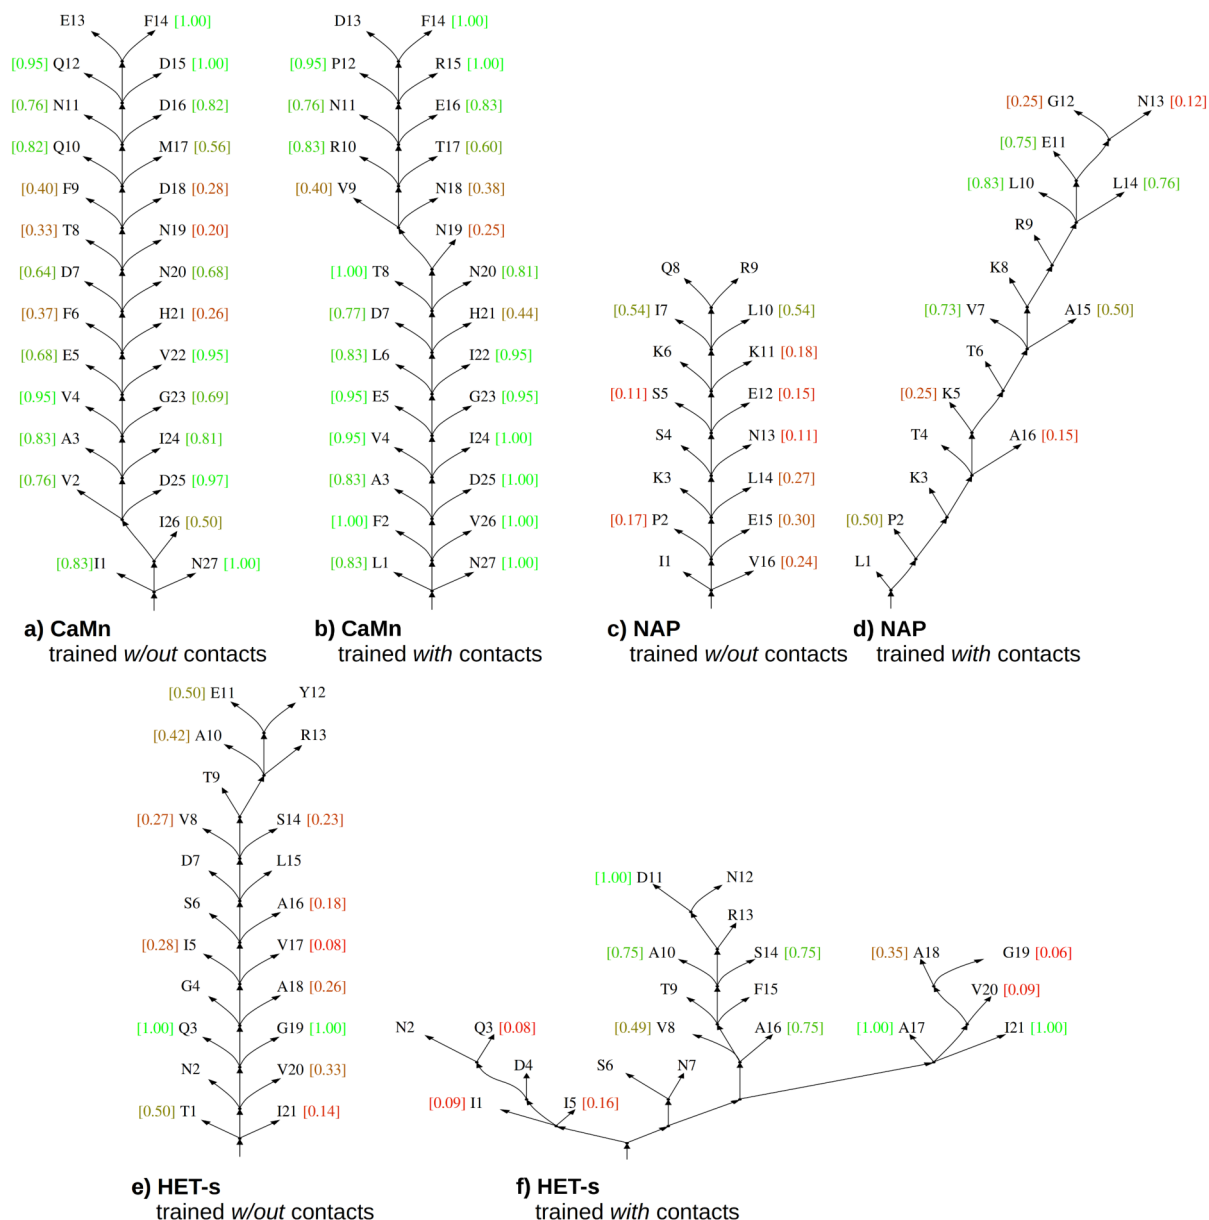 E13 F14 [1.00]
[0.95] Q12 D15 [1.00]
[0.76] N11 D16 [0.82]
[0.82] Q10 M17 [0.56]
[0.40] F9 D18 [0.28]
[0.33] T8 N19 [0.20]
[0.64] D7 N20 [0.68]
[0.37] F6 H21 [0.26]
[0.68] E5 V22 [0.95]
[0.95] V4 G23 [0.69]
[0.83] A3 I24 [0.81]
[0.76] V2 D25 [0.97]
I26 [0.50]
[0.83]I1 N27 [1.00]
a) CaMn
trained w/out contacts
D13 F14 [1.00]
[0.95] P12 R15 [1.00]
[0.76] N11 E16 [0.83]
[0.83] R10 T17 [0.60]
[0.40] V9 N18 [0.38]
N19 [0.25]
[1.00] T8 N20 [0.81]
[0.77] D7 H21 [0.44]
[0.83] L6 I22 [0.95]
[0.95] E5 G23 [0.95]
[0.95] V4 I24 [1.00]
[0.83] A3 D25 [1.00]
[1.00] F2 V26 [1.00]
[0.83] L1 N27 [1.00]
b) CaMn
trained with contacts
Q8 R9
[0.54] I7 L10 [0.54]
K6 K11 [0.18]
[0.11] S5 E12 [0.15]
S4 N13 [0.11]
K3 L14 [0.27]
[0.17] P2 E15 [0.30]
I1 V16 [0.24]
c) NAP
trained w/out contacts
[0.25] G12 N13 [0.12]
[0.75] E11
[0.83] L10 L14 [0.76]
R9
K8
[0.73] V7 A15 [0.50]
T6
[0.25] K5
T4 A16 [0.15]
K3
[0.50] P2
L1
d) NAP
trained with contacts
[0.50] E11 Y12
[0.42] A10 R13
T9
[0.27] V8 S14 [0.23]
D7 L15
S6 A16 [0.18]
[0.28] I5 V17 [0.08]
G4 A18 [0.26]
[1.00] Q3 G19 [1.00]
N2 V20 [0.33]
[0.50] T1 I21 [0.14]
e) HET-s
trained w/out contacts
[1.00] D11 N12
R13
[0.75] A10 S14 [0.75] [0.35] A18 G19 [0.06]
T9 F15 V20 [0.09]
N2 Q3 [0.08] [0.49] V8 A16 [0.75] [1.00] A17 I21 [1.00]
D4 S6 N7
[0.09] I1 I5 [0.16]
f) HET-s
trained with contacts